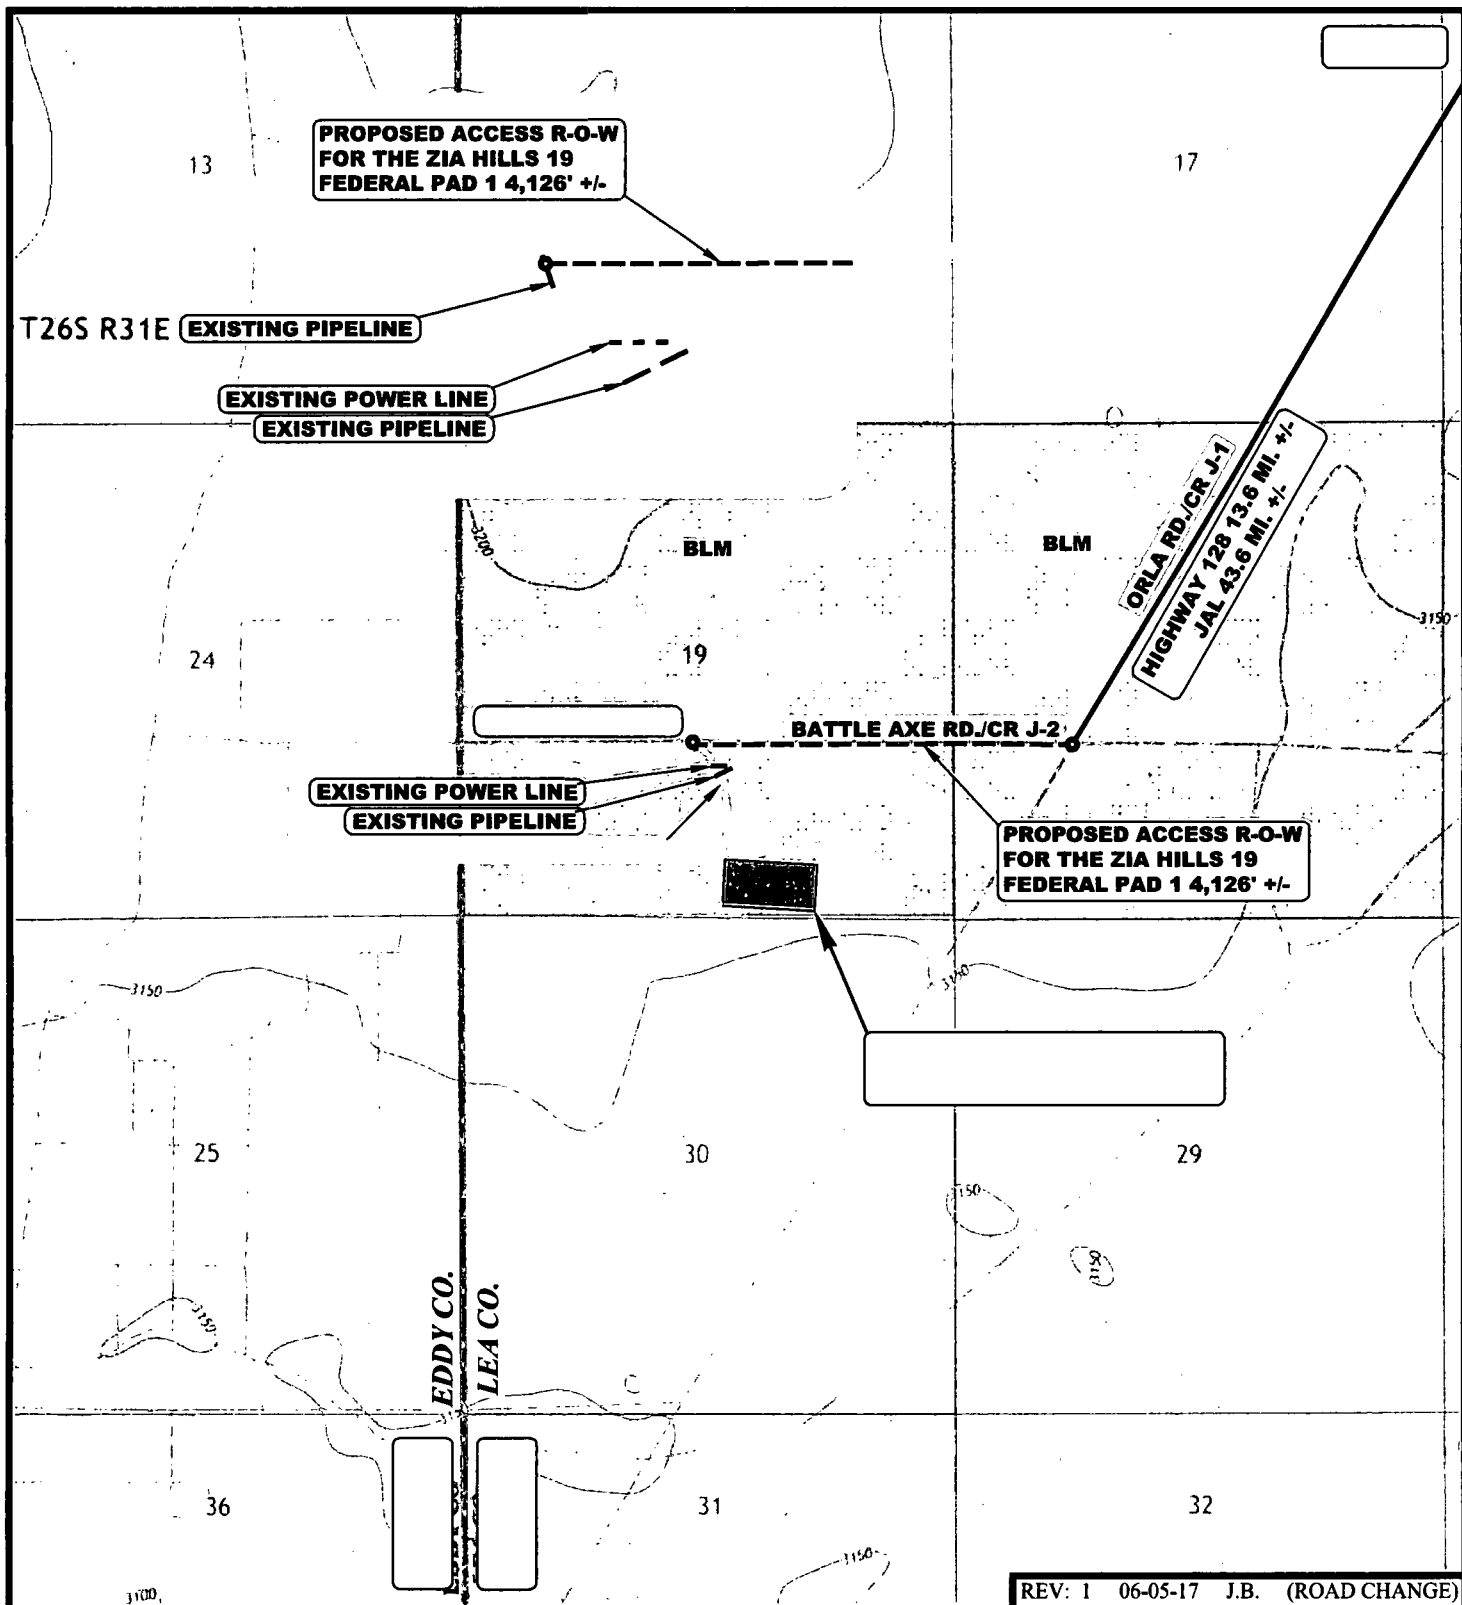 PROPOSED ACCESS R-O-W
FOR THE ZIA HILLS 19
FEDERAL PAD 1 4,126' +/-
13
17
T26S R31E
EXISTING PIPELINE
EXISTING POWER LINE
EXISTING PIPELINE
ORLA RD./CR J-1
HIGHWAY 128 13.6 MI. +/-
JAL 43.6 MI. +/-
3200
BLM
BLM
3150
24
19
BATTLE AXE RD./CR J-2
EXISTING POWER LINE
EXISTING PIPELINE
PROPOSED ACCESS R-O-W
FOR THE ZIA HILLS 19
FEDERAL PAD 1 4,126' +/-
3150
3150
25
30
29
3150
3150
3150
EDDY CO.
LEA CO.
36
31
32
3150
3100
REV: 1 06-05-17 J.B. (ROAD CHANGE)